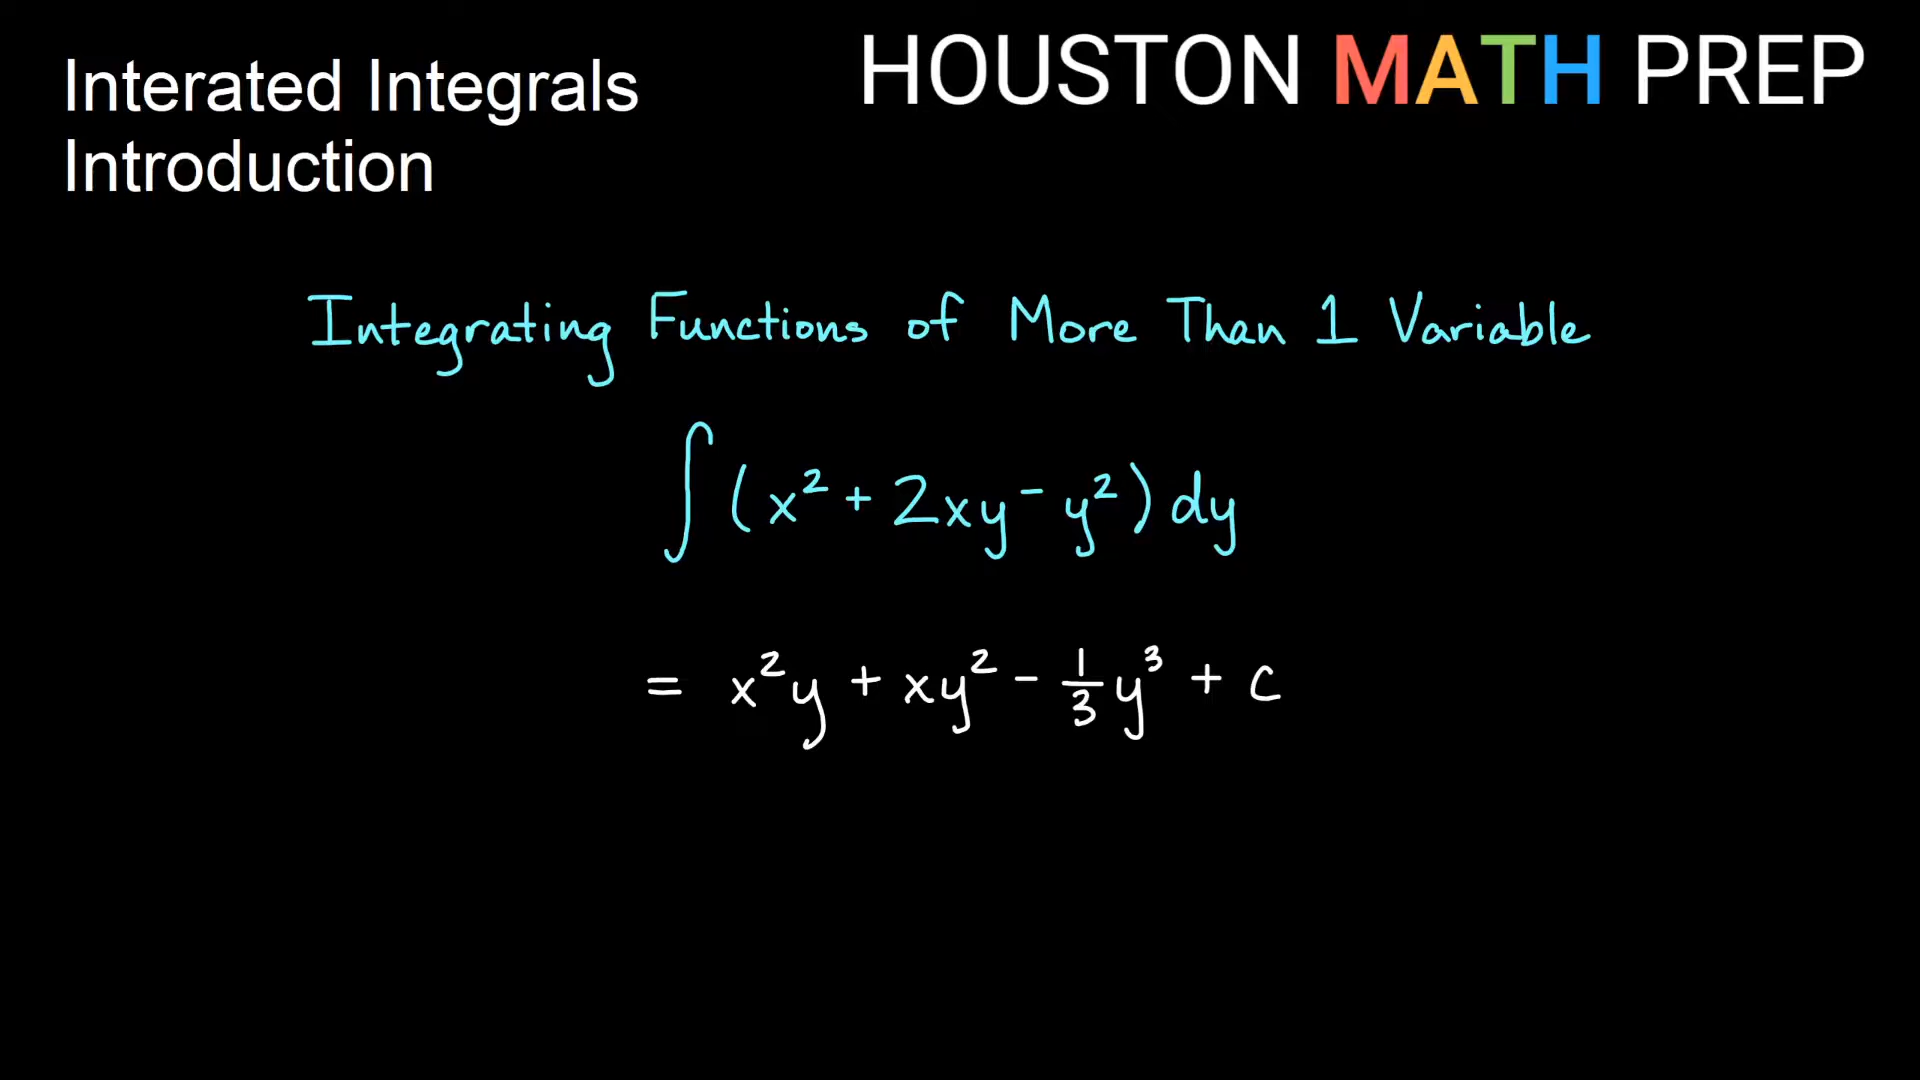 Interated Integrals
Introduction
HOUSTON MATH PREP
Integrating Functions of More Than 1 Variable
∫(x² + 2xy - y²) dy
= x²y + xy² - 1/3 y³ + c